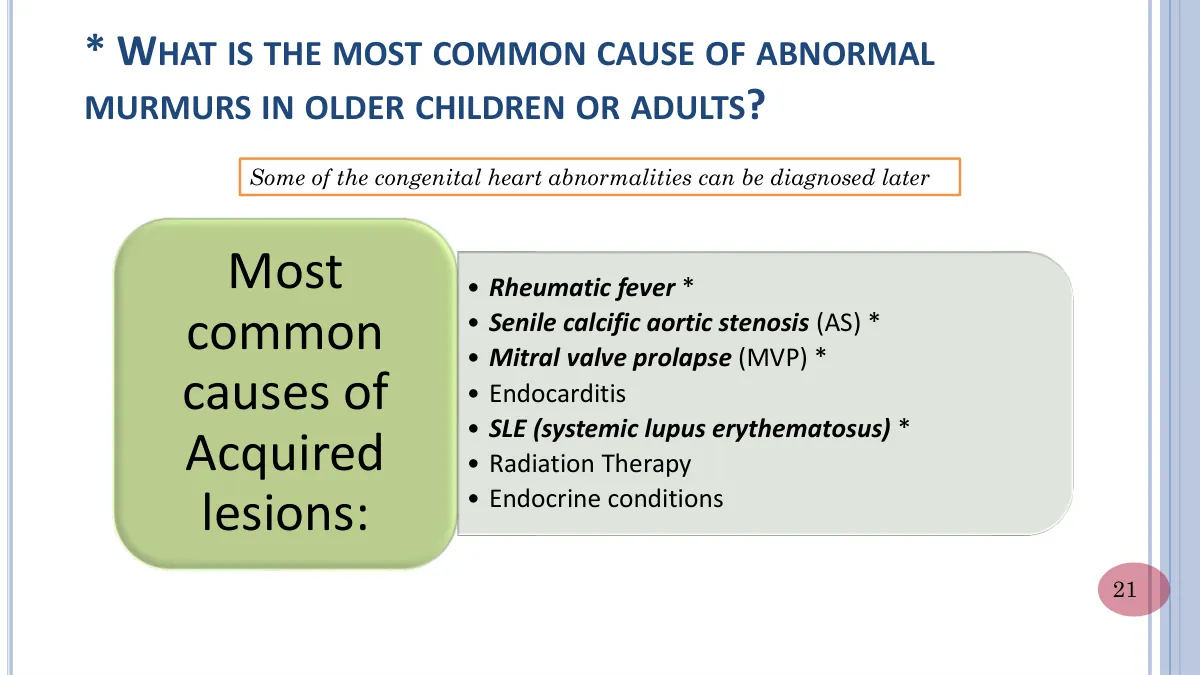 * What is the most common cause of abnormal
murmurs in older children or adults?
Some of the congenital heart abnormalities can be diagnosed later
Most
common
causes of
Acquired
lesions:
• Rheumatic fever *
• Senile calcific aortic stenosis (AS) *
• Mitral valve prolapse (MVP) *
• Endocarditis
• SLE (systemic lupus erythematosus) *
• Radiation Therapy
• Endocrine conditions
21